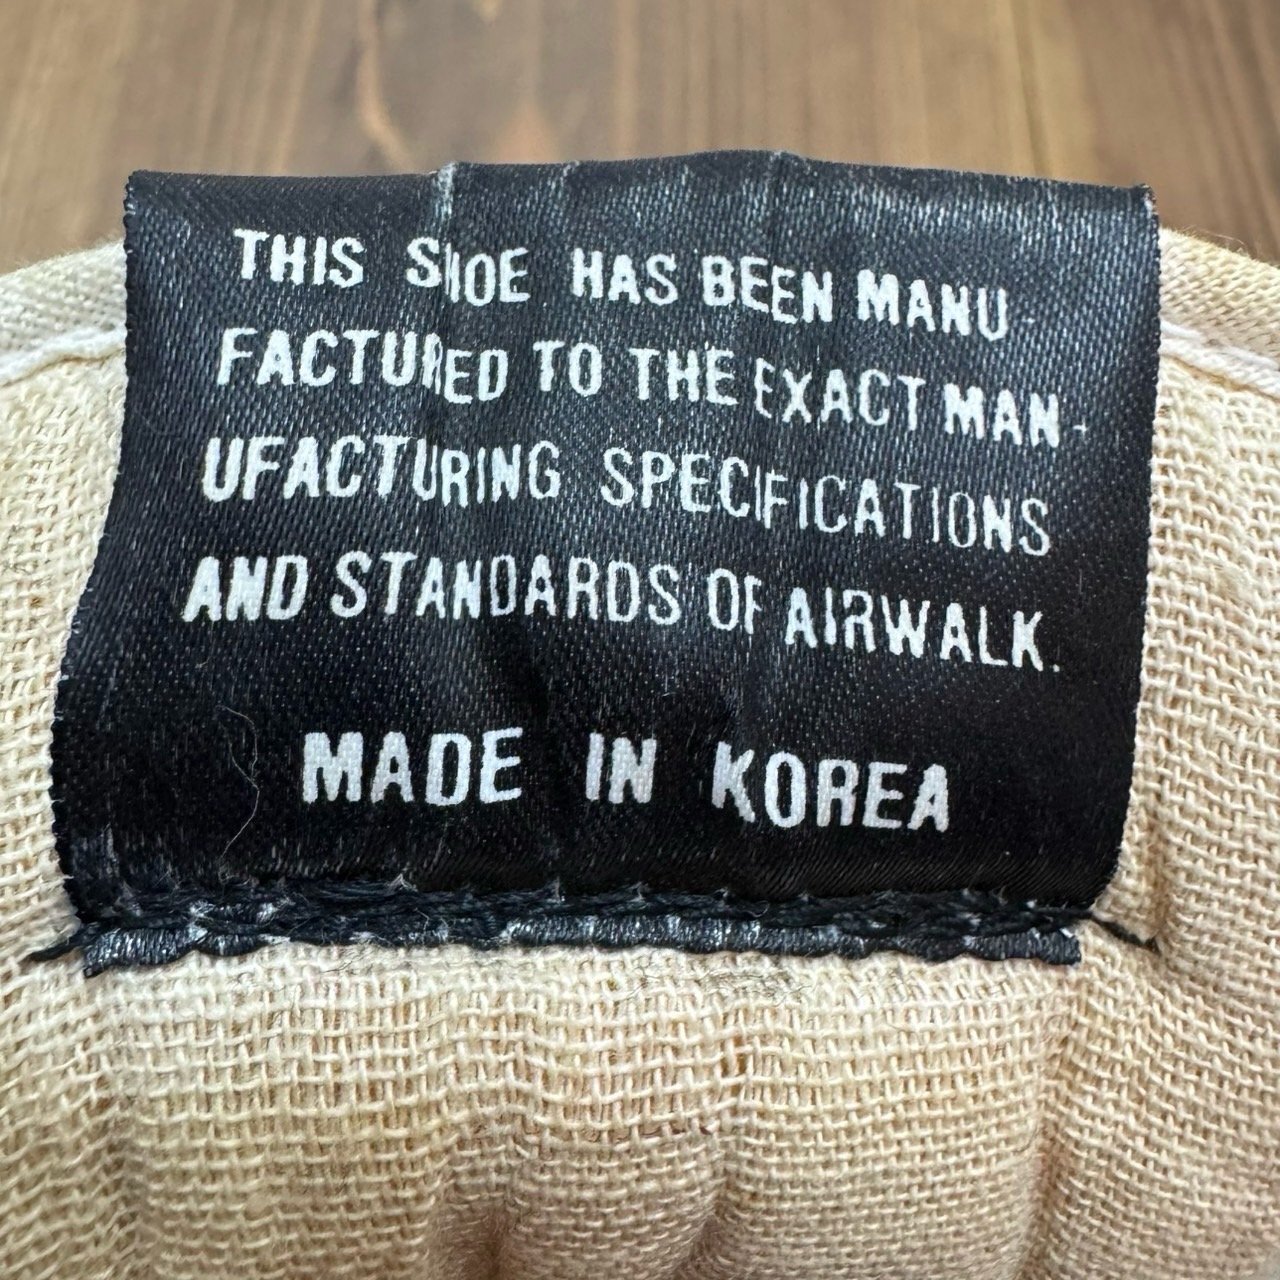 THIS SHOE HAS BEEN MANU-
FACTURED TO THE EXACT MAN-
UFACTURING SPECIFICATIONS
AND STANDARDS OF AIRWALK.
MADE IN KOREA